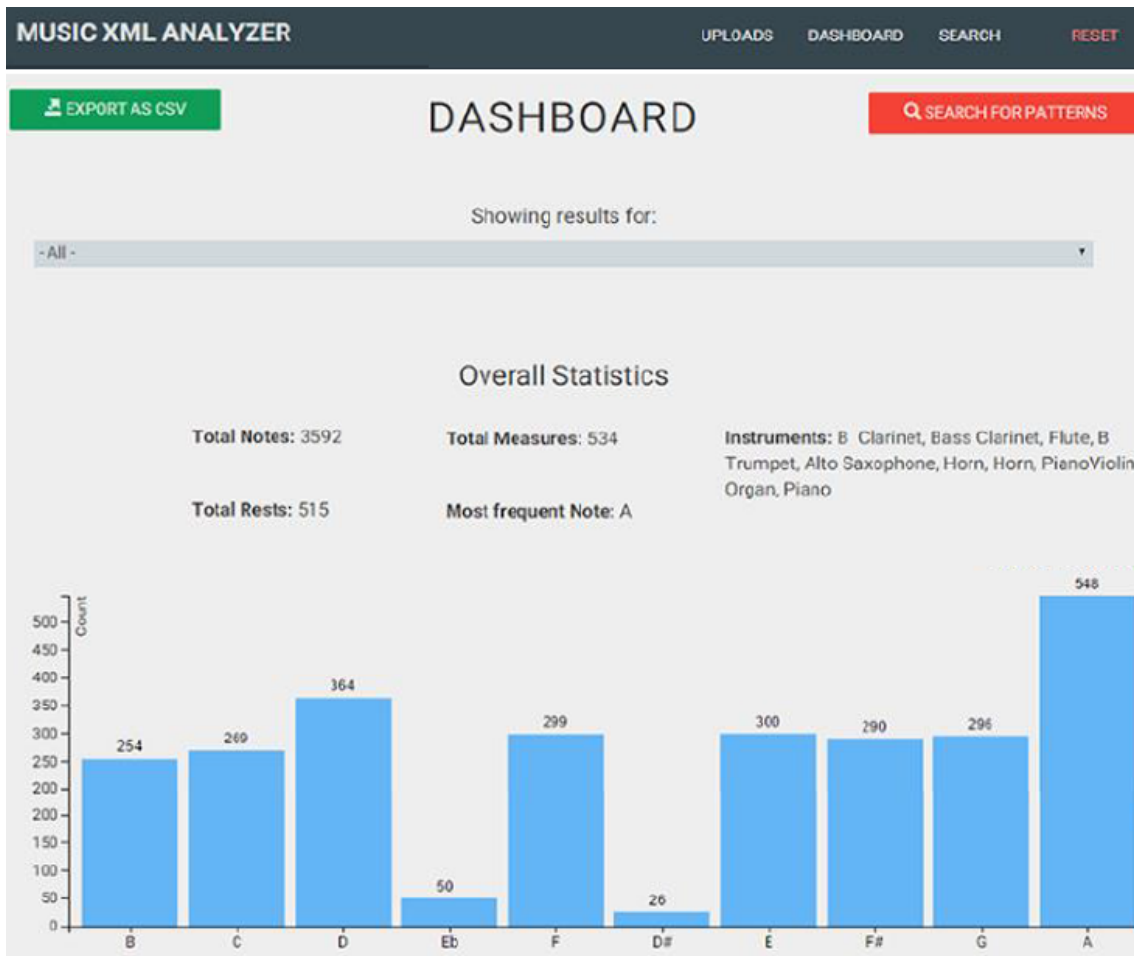 MUSIC XML ANALYZER
UPLOADS DASHBOARD SEARCH RESET
EXPORT AS CSV
DASHBOARD
SEARCH FOR PATTERNS
Showing results for:
- All -
Overall Statistics
Total Notes: 3592
Total Measures: 534
Instruments: B Clarinet, Bass Clarinet, Flute, B
Trumpet, Alto Saxophone, Horn, Horn, PianoViolin
Organ, Piano
Total Rests: 515
Most frequent Note: A
Count
500
450
400
350
300
250
200
200
150
100
50
0
254 269 364 50 299 26 300 290 296 548
B C D Eb F D# E F# G A